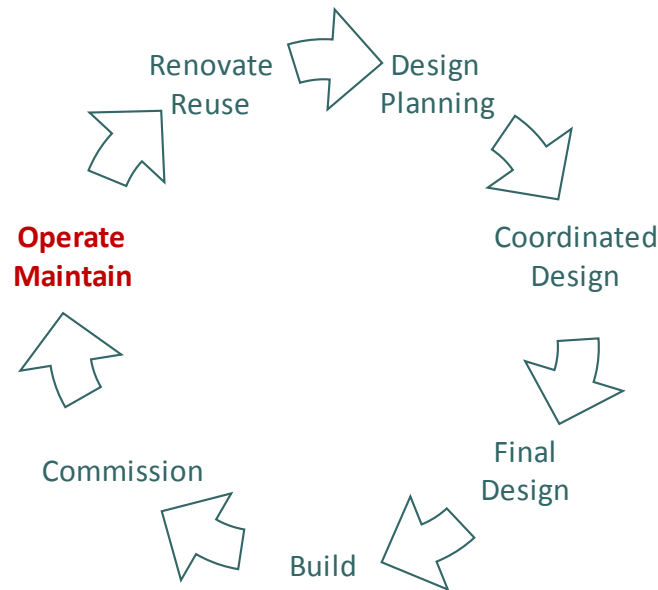 Renovate
Reuse
Design
Planning
Coordinated
Design
Final
Design
Build
Commission
Operate
Maintain